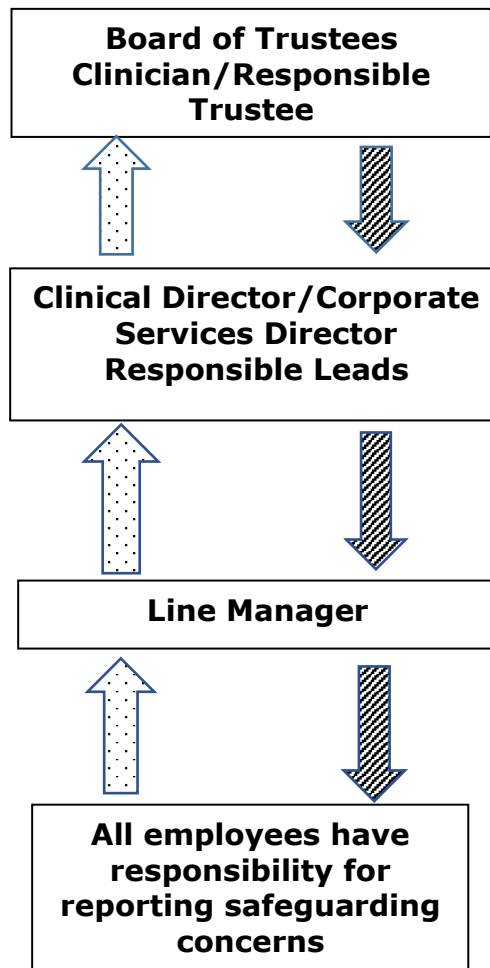 Board of Trustees
Clinician/Responsible
Trustee
Clinical Director/Corporate
Services Director
Responsible Leads
Line Manager
All employees have
responsibility for
reporting safeguarding
concerns